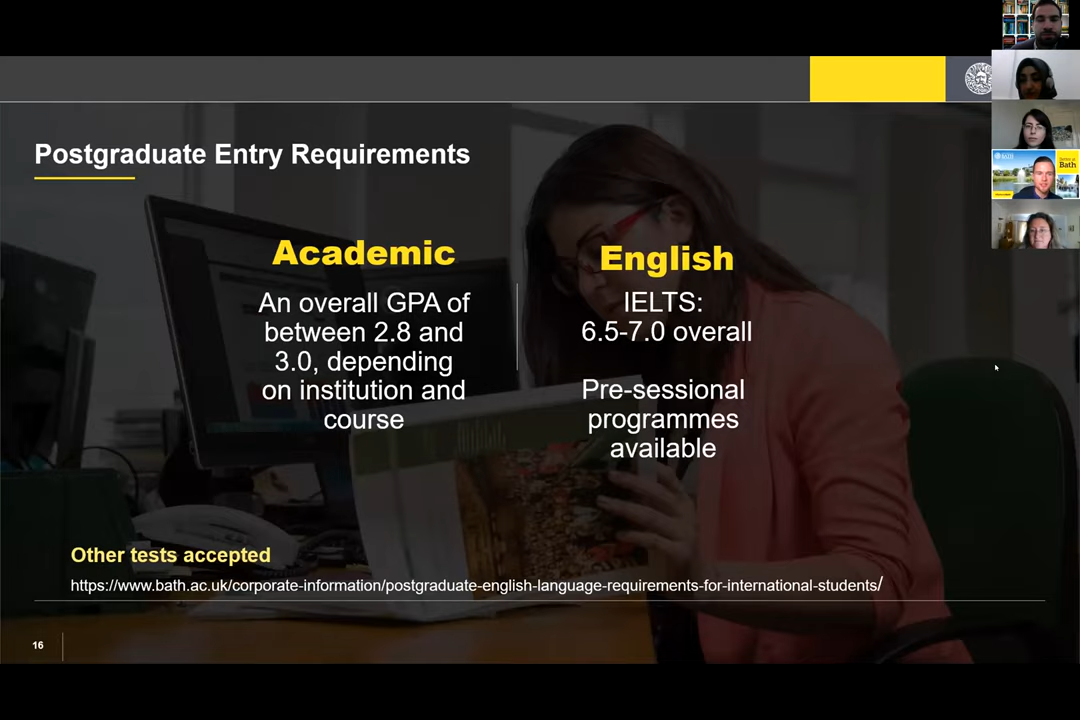 Postgraduate Entry Requirements
Academic
An overall GPA of
between 2.8 and
3.0, depending
on institution and
course
English
IELTS:
6.5-7.0 overall
Pre-sessional
programmes
available
Other tests accepted
https://www.bath.ac.uk/corporate-information/postgraduate-english-language-requirements-for-international-students/
16
BATH
Bath